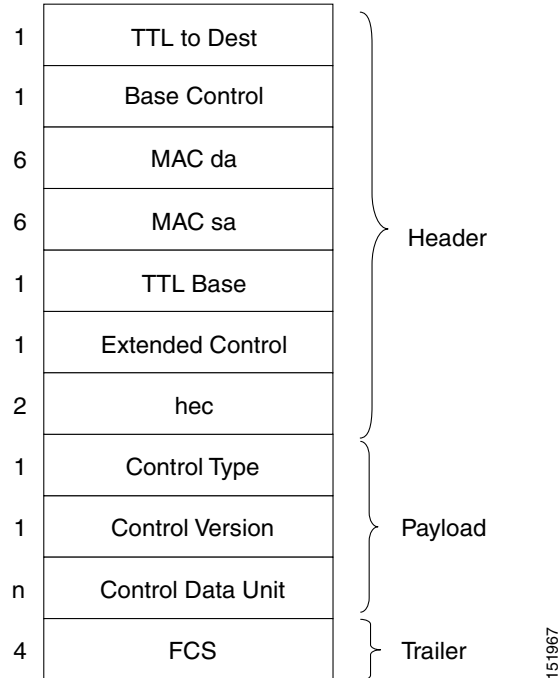 1 TTL to Dest
1 Base Control
6 MAC da
6 MAC sa
Header
1 TTL Base
1 Extended Control
2 hec
1 Control Type
1 Control Version
Payload
n Control Data Unit
4 FCS
Trailer
151967